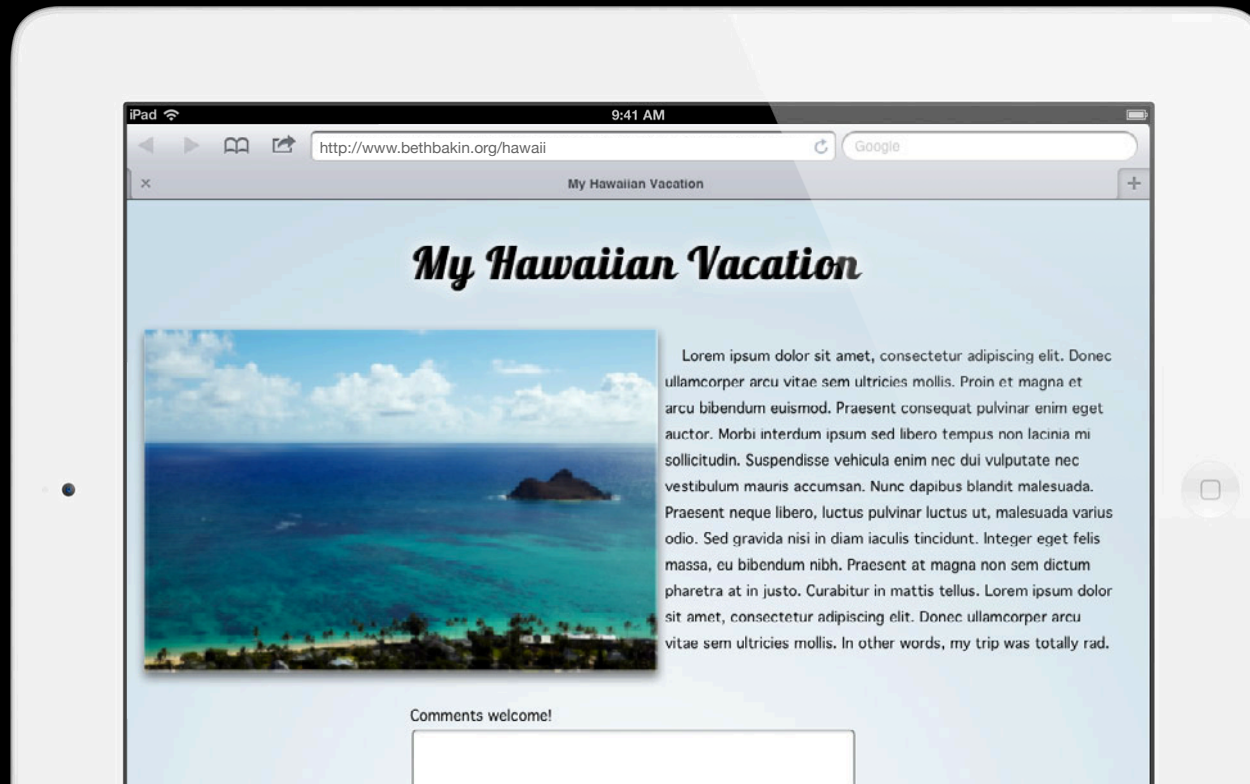 iPad
9:41 AM
http://www.bethbakin.org/hawaii
Google
My Hawaiian Vacation
My Hawaiian Vacation
Lorem ipsum dolor sit amet, consectetur adipiscing elit. Donec
ullamcorper arcu vitae sem ultricies mollis. Proin et magna et
arcu bibendum euismod. Praesent consequat pulvinar enim eget
auctor. Morbi interdum ipsum sed libero tempus non lacinia mi
sollicitudin. Suspendisse vehicula enim nec dui vulputate nec
vestibulum mauris accumsan. Nunc dapibus blandit malesuada.
Praesent neque libero, luctus pulvinar luctus ut, malesuada varius
odio. Sed gravida nisi in diam iaculis tincidunt. Integer eget felis
massa, eu bibendum nibh. Praesent at magna non sem dictum
pharetra at in justo. Curabitur in mattis tellus. Lorem ipsum dolor
sit amet, consectetur adipiscing elit. Donec ullamcorper arcu
vitae sem ultricies mollis. In other words, my trip was totally rad.
Comments welcome!